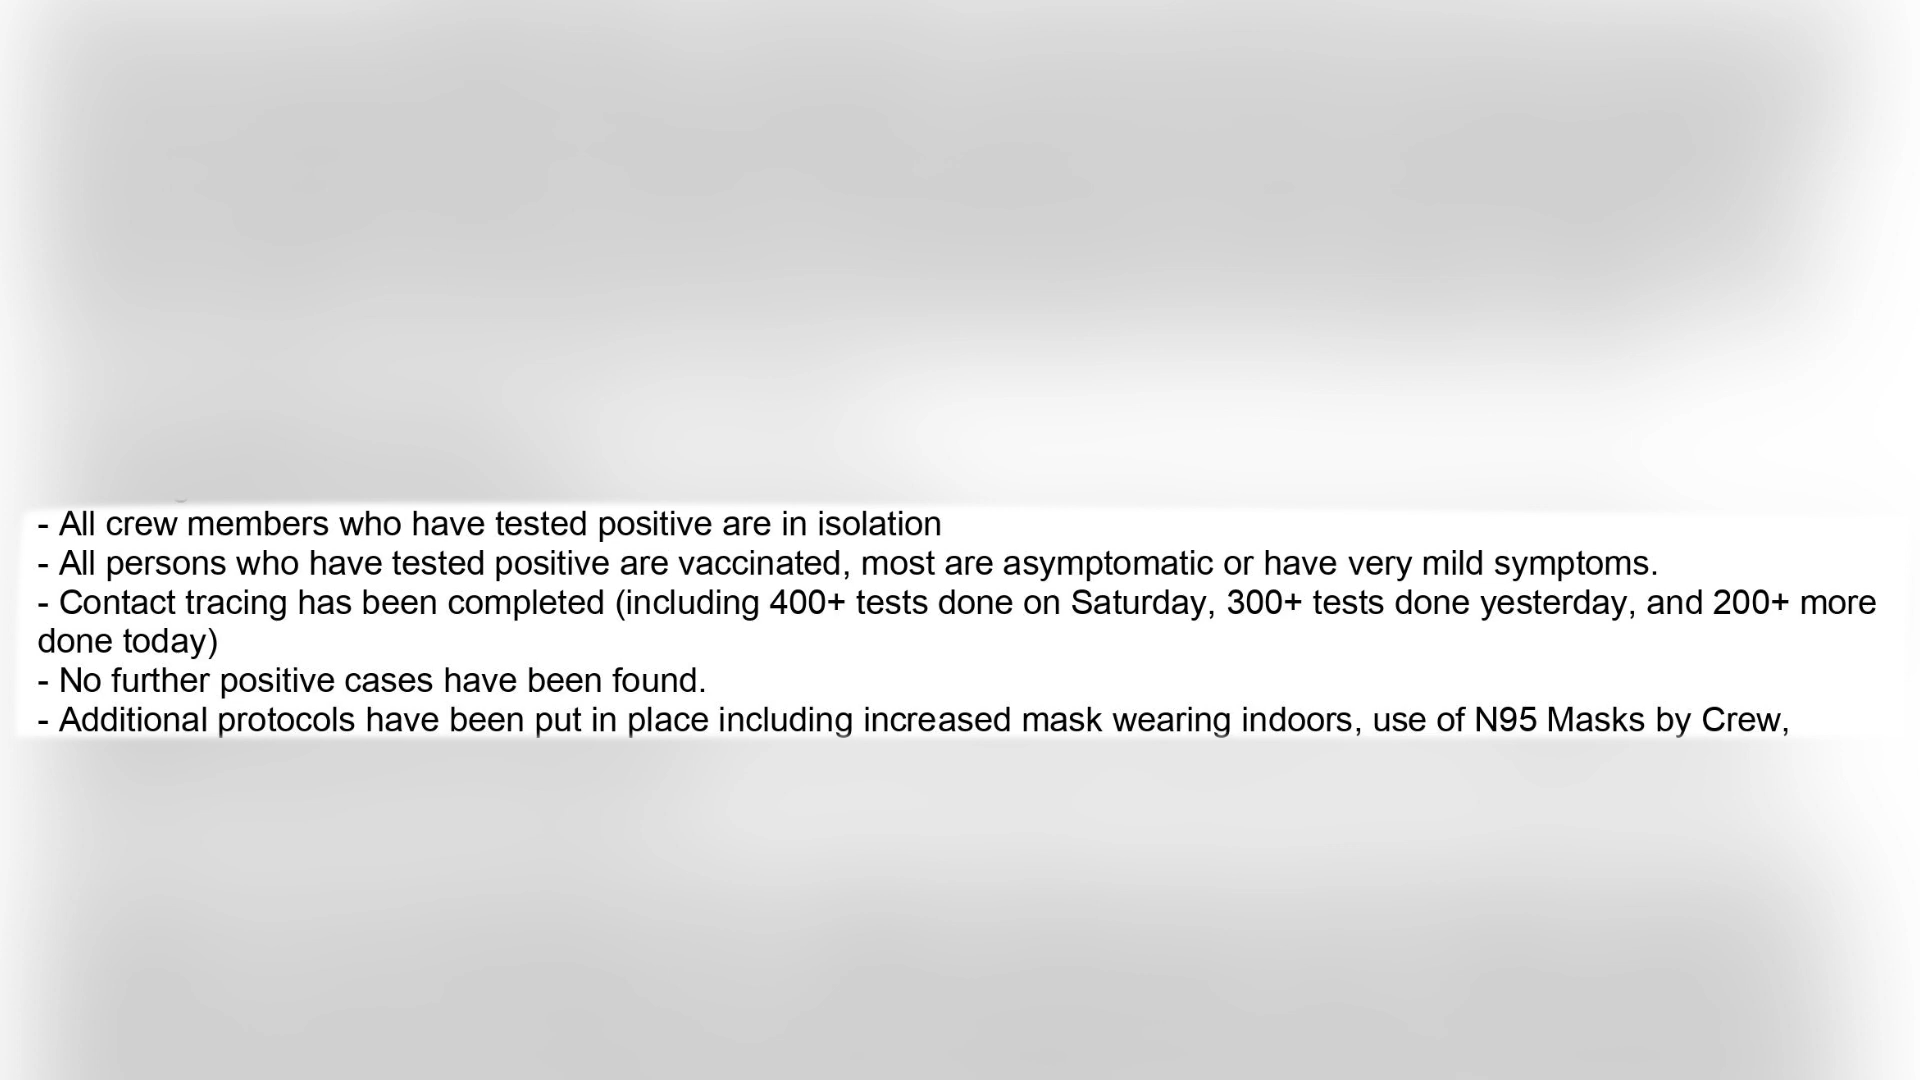 - All crew members who have tested positive are in isolation
- All persons who have tested positive are vaccinated, most are asymptomatic or have very mild symptoms.
- Contact tracing has been completed (including 400+ tests done on Saturday, 300+ tests done yesterday, and 200+ more
done today)
- No further positive cases have been found.
- Additional protocols have been put in place including increased mask wearing indoors, use of N95 Masks by Crew,